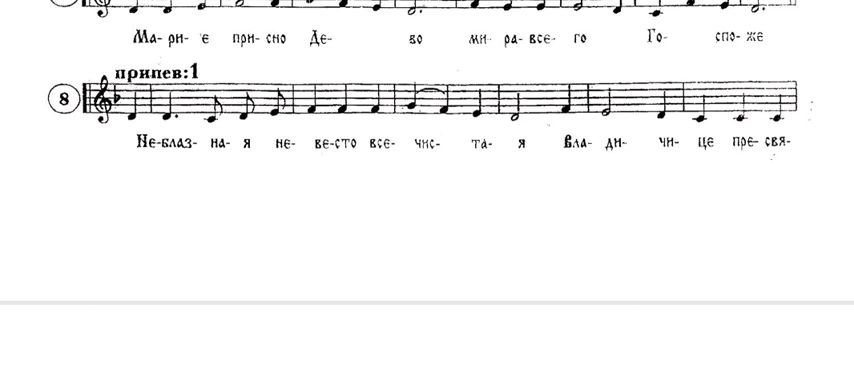 Ма- ри- е при- сно Де- во ми- ра- все- го Го- спо- же
припев:1
8
Не-блаз- на- я не- ве-сто все- чис- та- я Вла- ди- чи- це пре- свя-